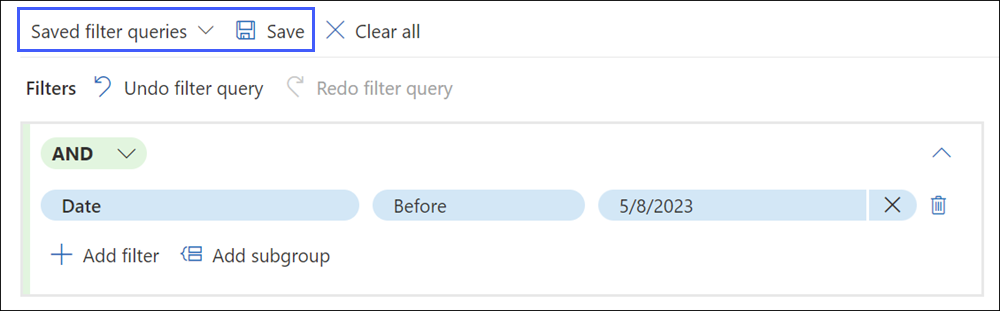 Saved filter queries Save Clear all
Filters Undo filter query Redo filter query
AND
Date Before 5/8/2023
Add filter Add subgroup